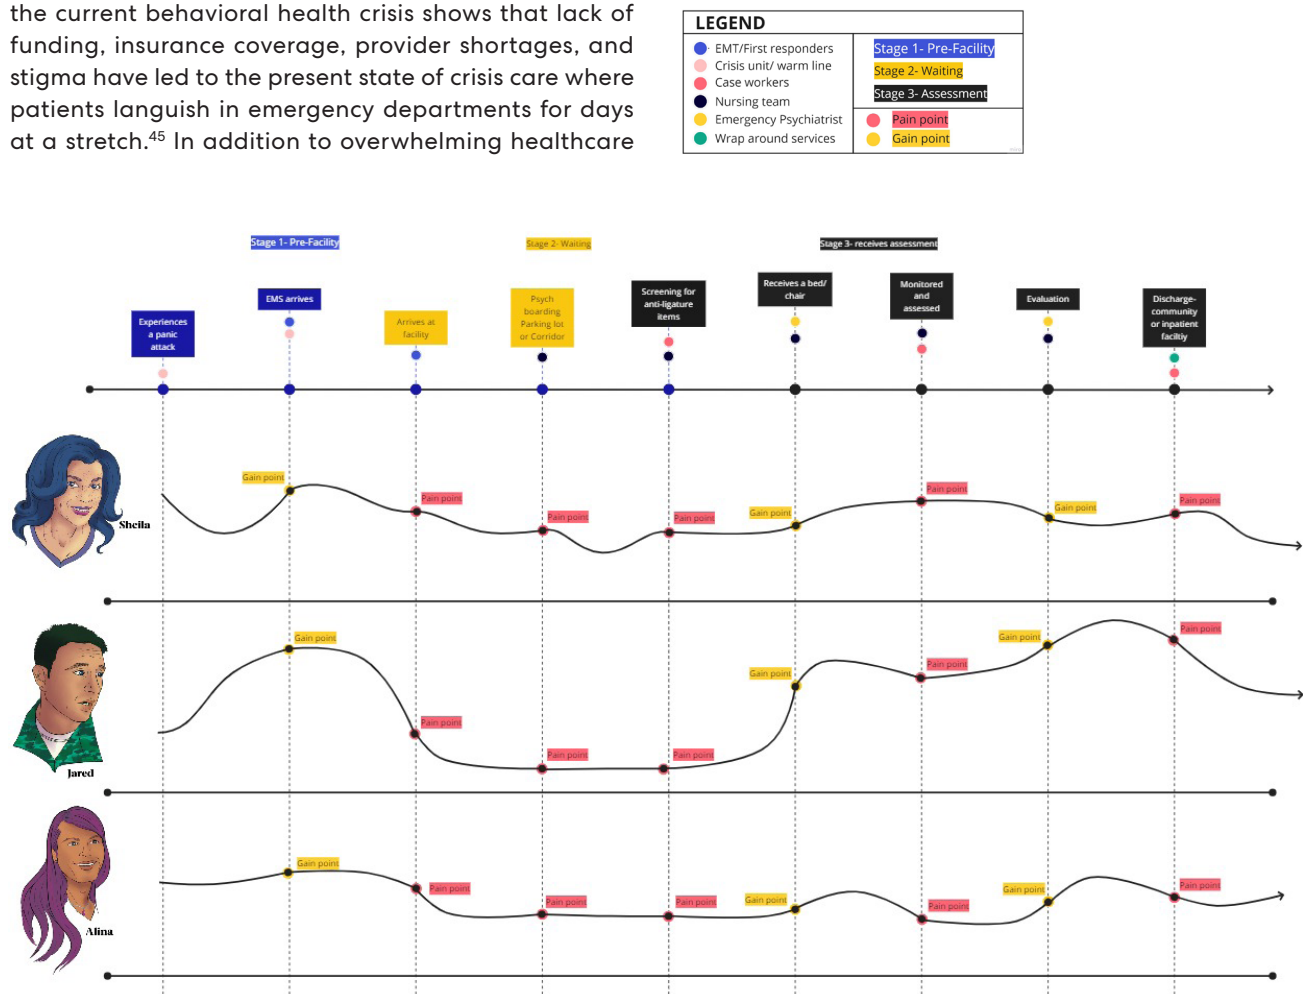 the current behavioral health crisis shows that lack of
funding, insurance coverage, provider shortages, and
stigma have led to the present state of crisis care where
patients languish in emergency departments for days
at a stretch.⁴⁵ In addition to overwhelming healthcare
LEGEND
EMT/First responders
Crisis unit/ warm line
Case workers
Nursing team
Emergency Psychiatrist
Wrap around services
Stage 1- Pre-Facility
Stage 2- Waiting
Stage 3- Assessment
Pain point
Gain point
Stage 1- Pre-Facility
Stage 2- Waiting
Stage 3- receives assessment
Experiences
a panic
attack
EMS arrives
Arrives at
facility
Psych
boarding
Parking lot
or Corridor
Screening for
anti-ligature
items
Receives a bed/
chair
Monitored
and
assessed
Evaluation
Discharge-
community
or inpatient
faciltiy
Sheila
Gain point
Pain point
Pain point
Pain point
Gain point
Pain point
Gain point
Pain point
Jared
Gain point
Pain point
Pain point
Pain point
Gain point
Pain point
Gain point
Pain point
Alina
Gain point
Pain point
Pain point
Pain point
Gain point
Pain point
Gain point
Pain point